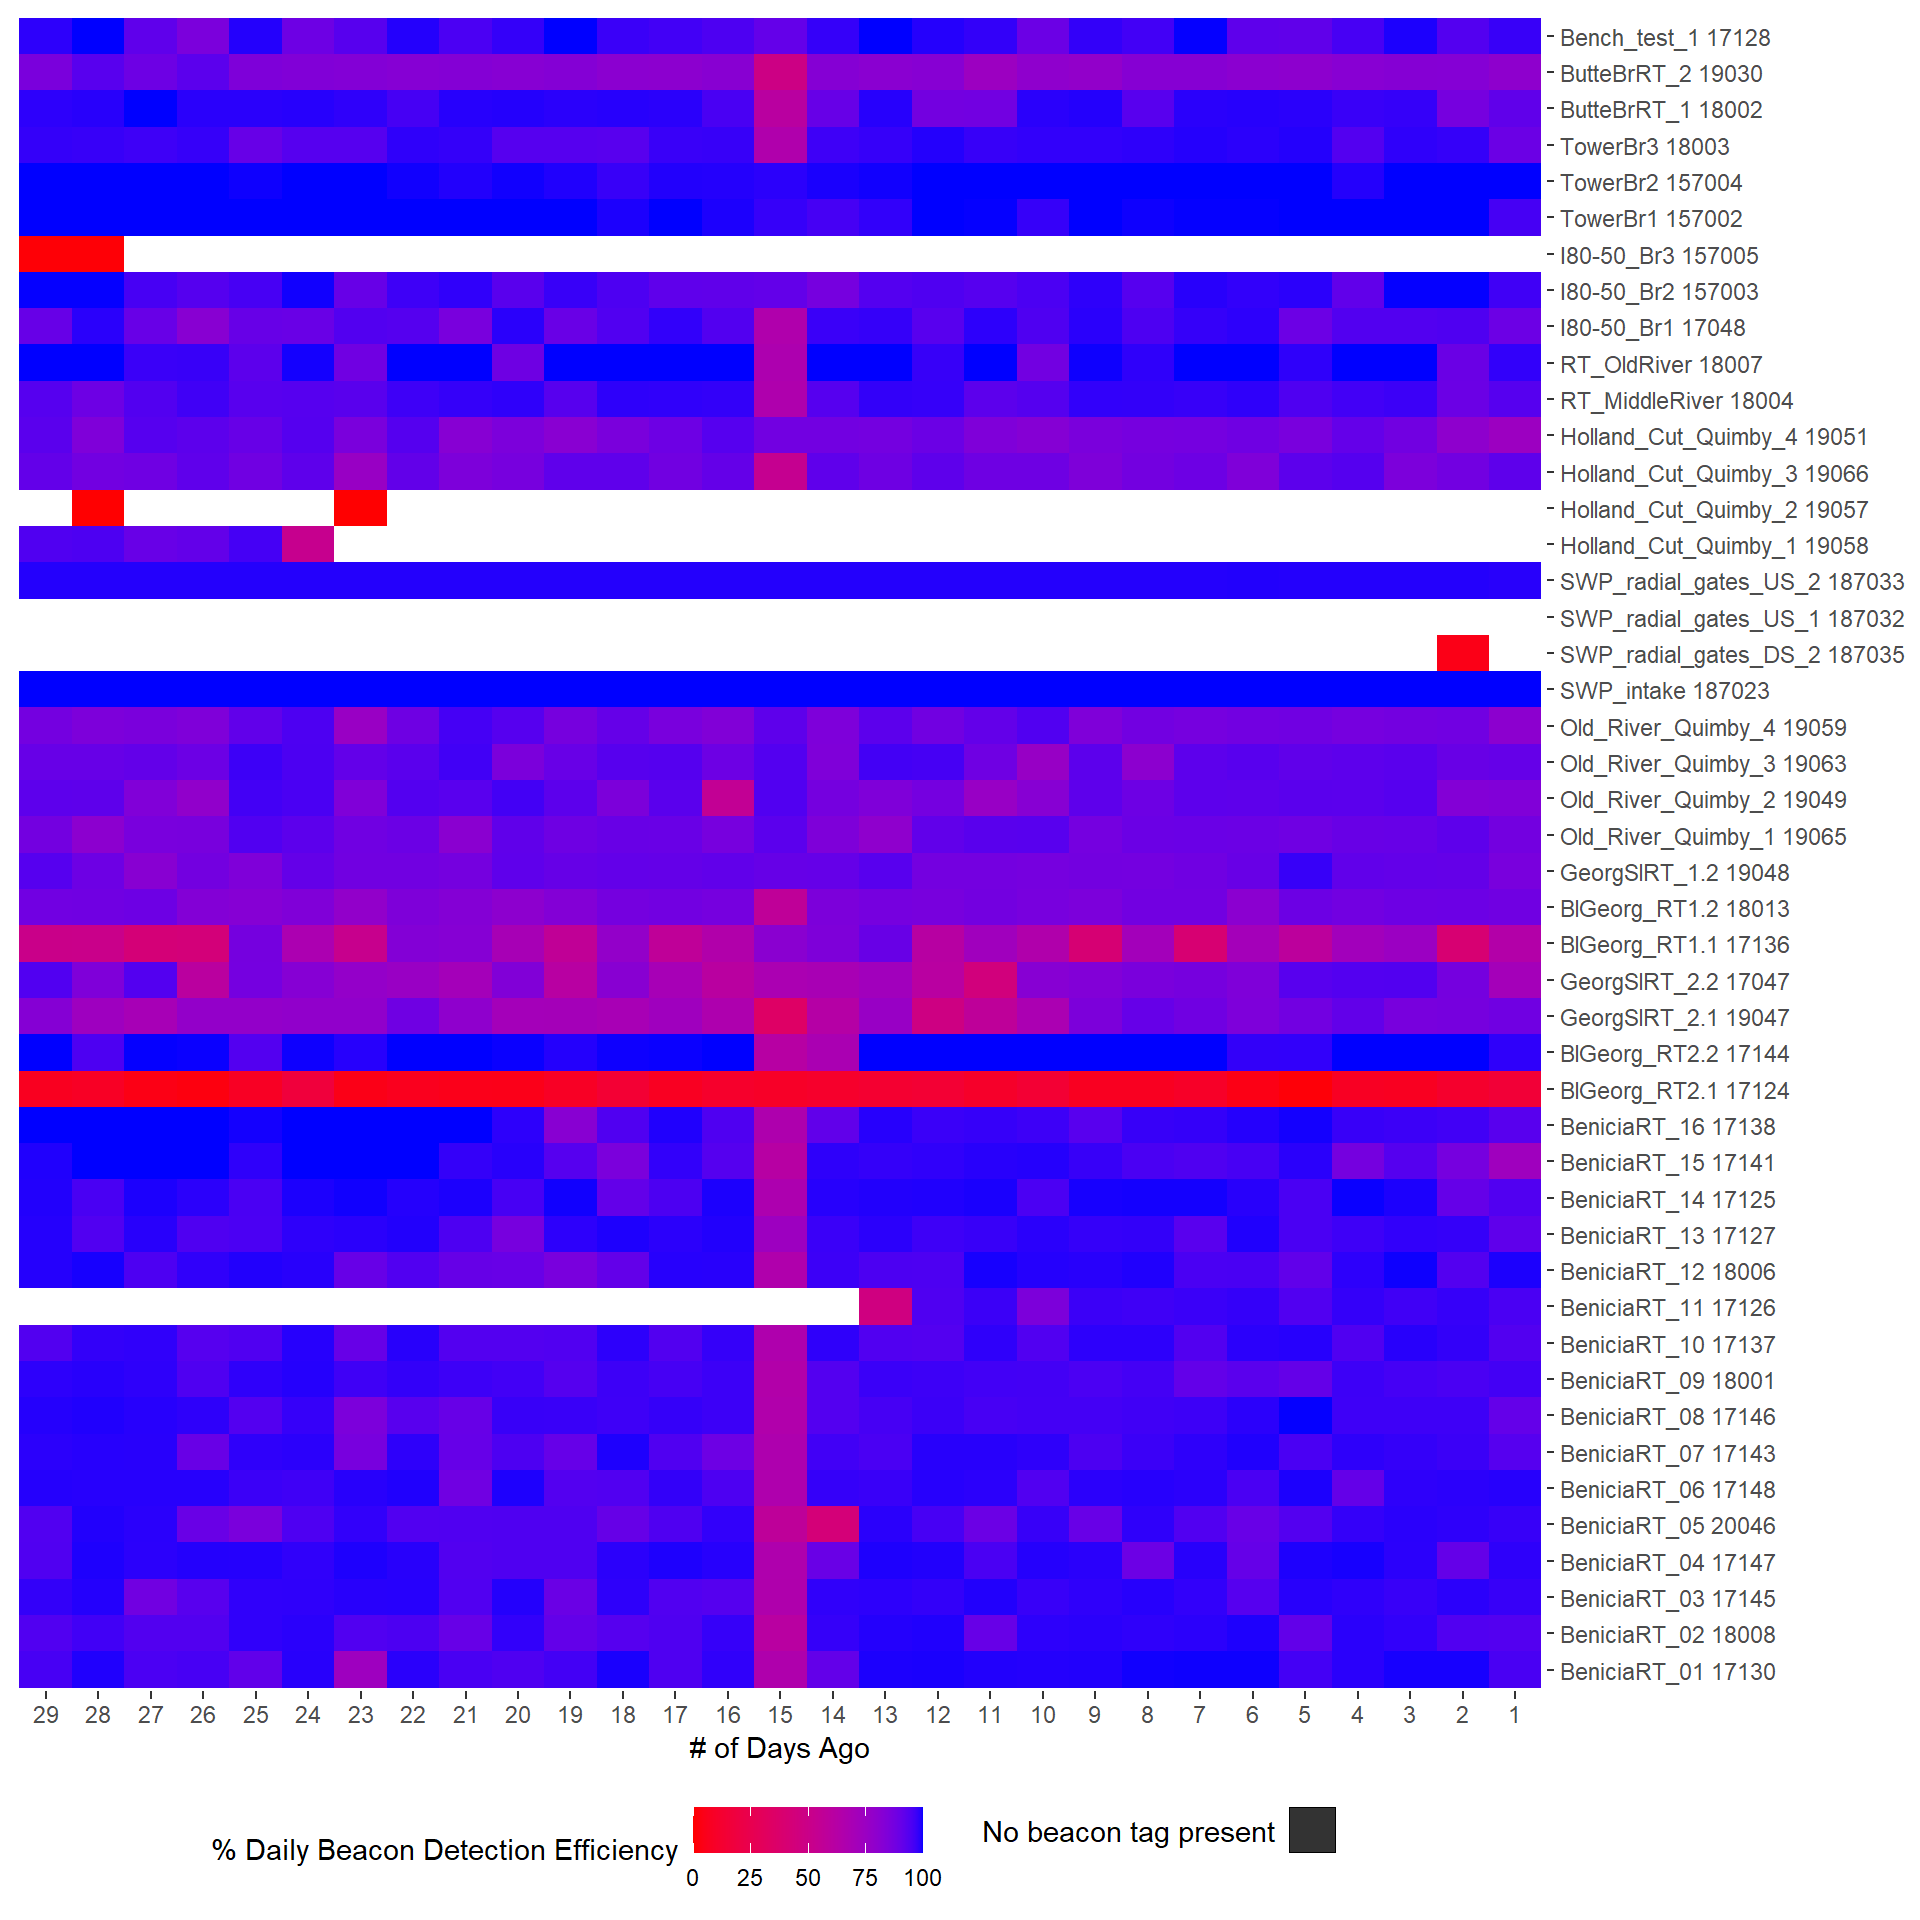 Bench_test_1 17128
ButteBrRT_2 19030
ButteBrRT_1 18002
TowerBr3 18003
TowerBr2 157004
TowerBr1 157002
I80-50_Br3 157005
I80-50_Br2 157003
I80-50_Br1 17048
RT_OldRiver 18007
RT_MiddleRiver 18004
Holland_Cut_Quimby_4 19051
Holland_Cut_Quimby_3 19066
Holland_Cut_Quimby_2 19057
Holland_Cut_Quimby_1 19058
SWP_radial_gates_US_2 187033
SWP_radial_gates_US_1 187032
SWP_radial_gates_DS_2 187035
SWP_intake 187023
Old_River_Quimby_4 19059
Old_River_Quimby_3 19063
Old_River_Quimby_2 19049
Old_River_Quimby_1 19065
GeorgSlRT_1.2 19048
BlGeorg_RT1.2 18013
BlGeorg_RT1.1 17136
GeorgSlRT_2.2 17047
GeorgSlRT_2.1 19047
BlGeorg_RT2.2 17144
BlGeorg_RT2.1 17124
BeniciaRT_16 17138
BeniciaRT_15 17141
BeniciaRT_14 17125
BeniciaRT_13 17127
BeniciaRT_12 18006
BeniciaRT_11 17126
BeniciaRT_10 17137
BeniciaRT_09 18001
BeniciaRT_08 17146
BeniciaRT_07 17143
BeniciaRT_06 17148
BeniciaRT_05 20046
BeniciaRT_04 17147
BeniciaRT_03 17145
BeniciaRT_02 18008
BeniciaRT_01 17130
29 28 27 26 25 24 23 22 21 20 19 18 17 16 15 14 13 12 11 10 9 8 7 6 5 4 3 2 1
# of Days Ago
% Daily Beacon Detection Efficiency
0 25 50 75 100
No beacon tag present